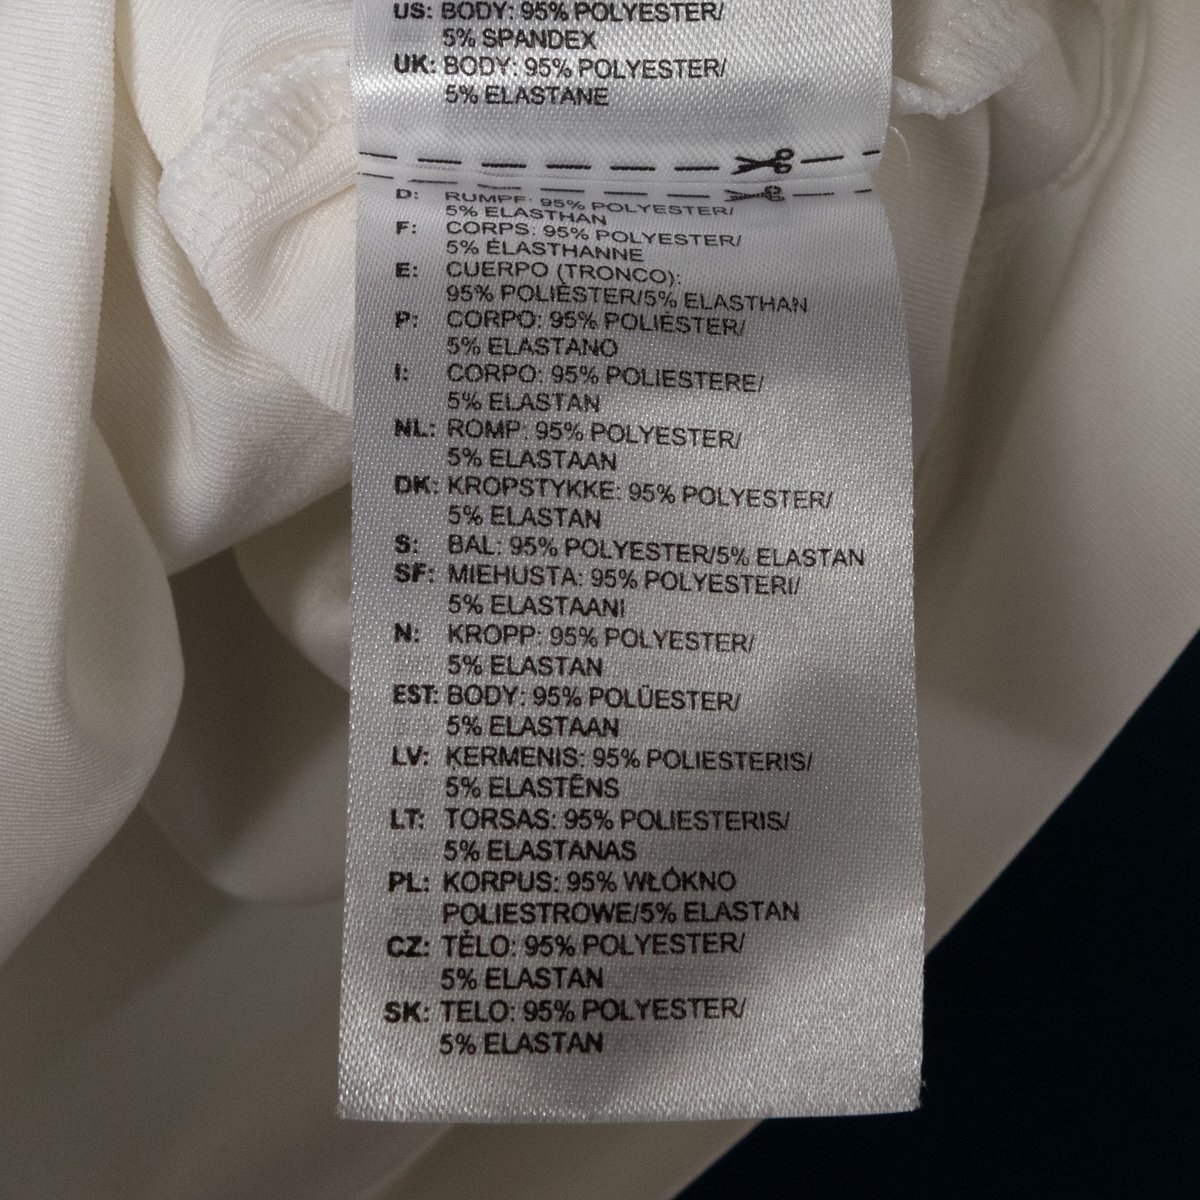 US: BODY: 95% POLYESTER/
5% SPANDEX
UK: BODY: 95% POLYESTER/
5% ELASTANE
D: RUMPF: 95% POLYESTER/
5% ELASTHAN
F: CORPS: 95% POLYESTER/
5% ÉLASTHANNE
E: CUERPO (TRONCO):
95% POLIÉSTER/5% ELASTHAN
P: CORPO: 95% POLIÉSTER/
5% ELASTANO
I: CORPO: 95% POLIESTERE/
5% ELASTAN
NL: ROMP: 95% POLYESTER/
5% ELASTAAN
DK: KROPSTYKKE: 95% POLYESTER/
5% ELASTAN
S: BAL: 95% POLYESTER/5% ELASTAN
SF: MIEHUSTA: 95% POLYESTERI/
5% ELASTAANI
N: KROPP: 95% POLYESTER/
5% ELASTAN
EST: BODY: 95% POLÜESTER/
5% ELASTAAN
LV: ĶERMENIS: 95% POLIESTERIS/
5% ELASTĒNS
LT: TORSAS: 95% POLIESTERIS/
5% ELASTANAS
PL: KORPUS: 95% WŁÓKNO
POLIESTROWE/5% ELASTAN
CZ: TĚLO: 95% POLYESTER/
5% ELASTAN
SK: TELO: 95% POLYESTER/
5% ELASTAN